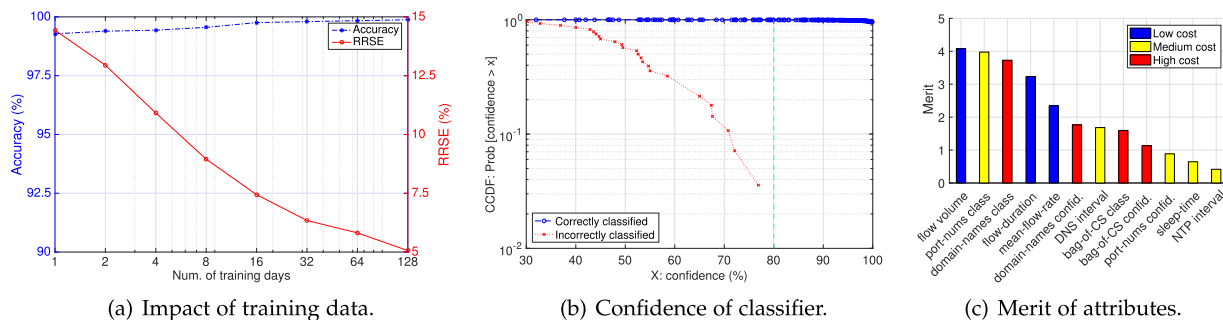 100
97.5
95
92.5
90
Accuracy (%)
15
12.5
10
7.5
5
RRSE (%)
Accuracy
RRSE
1
2
4
8
16
32
64
128
Num. of training days
(a) Impact of training data.
10^0
10^-1
10^-2
CCDF: Prob [confidence > x]
Correctly classified
Incorrectly classified
30
40
50
60
70
80
90
100
X: confidence (%)
(b) Confidence of classifier.
5
4
3
2
1
0
Merit
Low cost
Medium cost
High cost
flow volume
port-nums class
domain-names class
flow-duration
mean-flow-rate
domain-names confid.
DNS interval
bag-of-CS class
bag-of-CS confid.
port-nums confid.
sleep-time
NTP interval
(c) Merit of attributes.